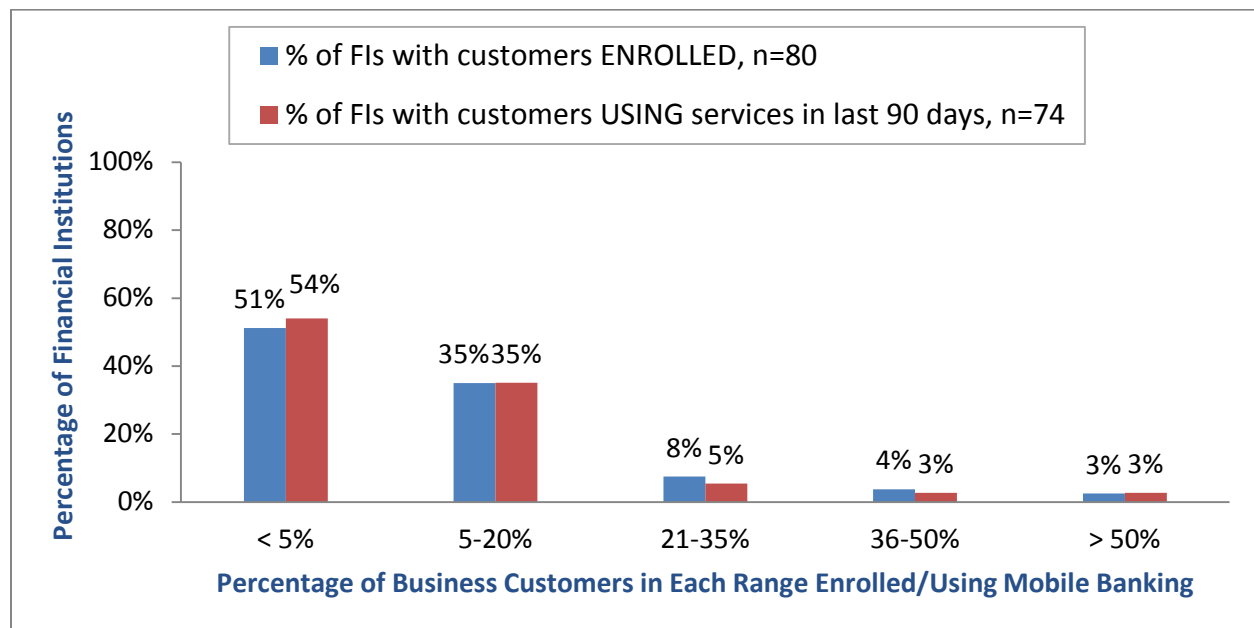 % of FIs with customers ENROLLED, n=80
% of FIs with customers USING services in last 90 days, n=74
Percentage of Financial Institutions
100%
80%
60%
40%
20%
0%
51% 54%
35% 35%
8% 5%
4% 3%
3% 3%
< 5% 5-20% 21-35% 36-50% > 50%
Percentage of Business Customers in Each Range Enrolled/Using Mobile Banking